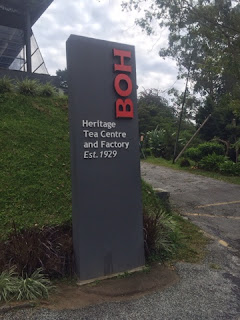 BOH
Heritage
Tea Centre
and Factory
Est. 1929